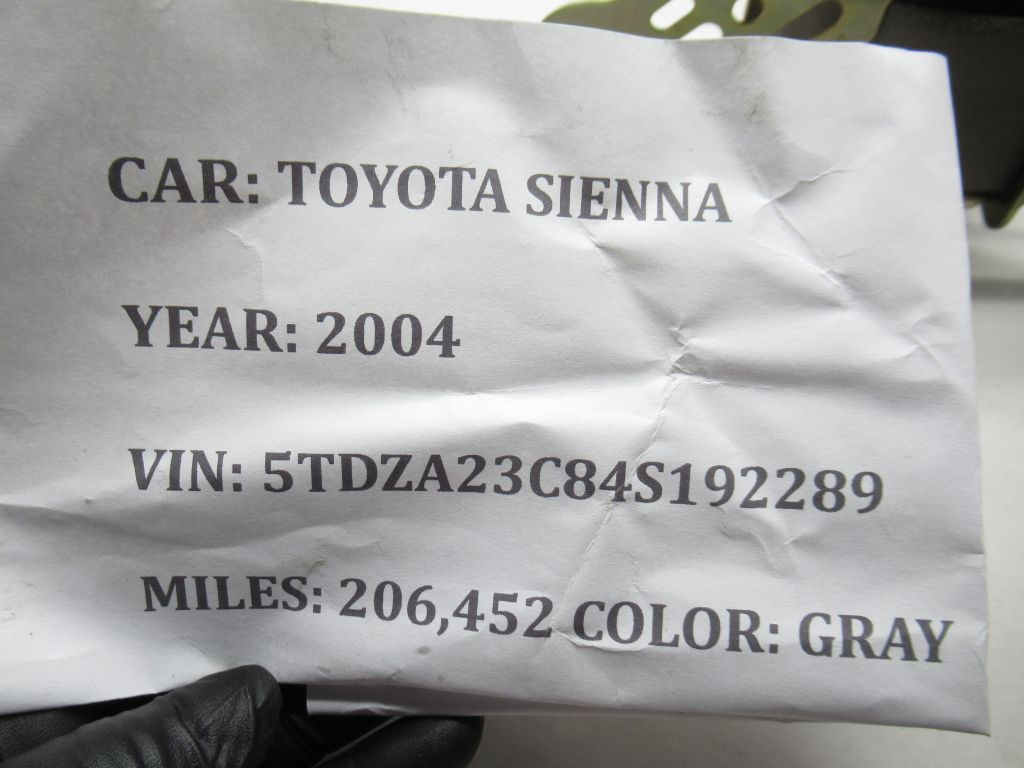 CAR: TOYOTA SIENNA
YEAR: 2004
VIN: 5TDZA23C84S192289
MILES: 206,452 COLOR: GRAY